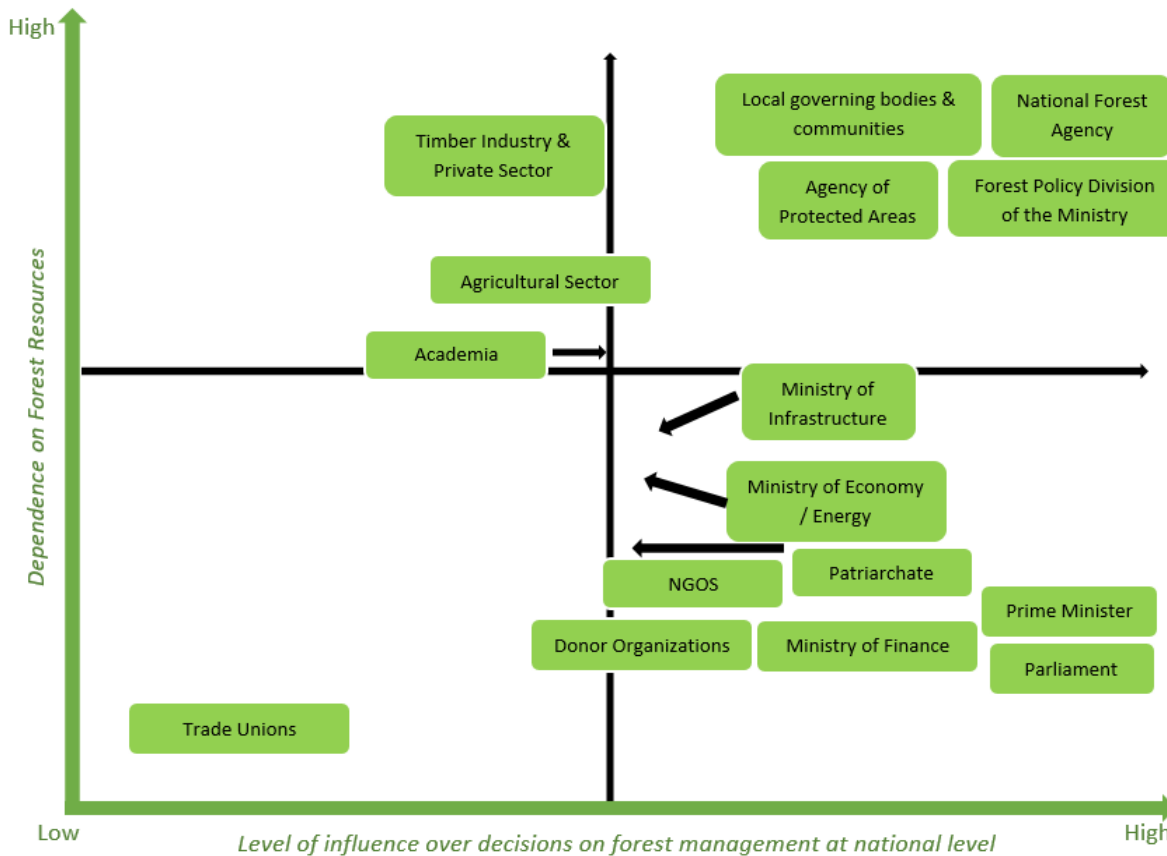 High
Local governing bodies &
communities
National Forest
Agency
Timber Industry &
Private Sector
Agency of
Protected Areas
Forest Policy Division
of the Ministry
Dependence on Forest Resources
Agricultural Sector
Academia
Ministry of
Infrastructure
Ministry of Economy
/ Energy
NGOS
Patriarchate
Prime Minister
Donor Organizations
Ministry of Finance
Parliament
Trade Unions
Low
Level of influence over decisions on forest management at national level
High